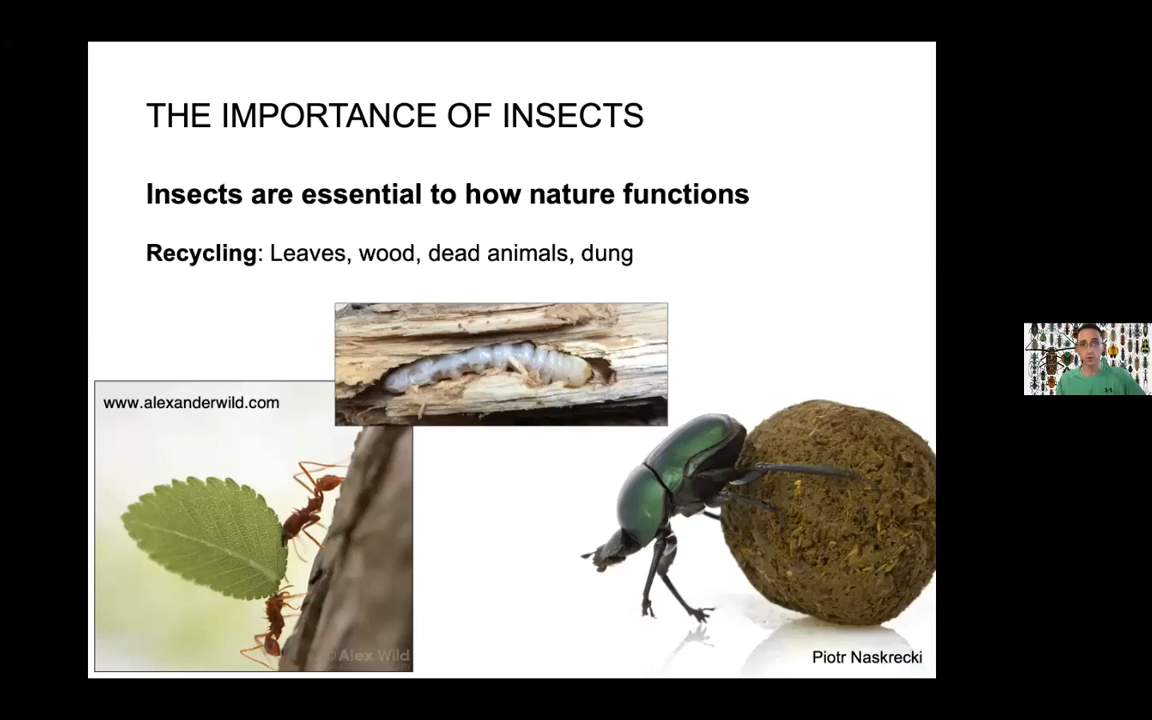 THE IMPORTANCE OF INSECTS
Insects are essential to how nature functions
Recycling: Leaves, wood, dead animals, dung
www.alexanderwild.com
©Alex Wild
Piotr Naskrecki